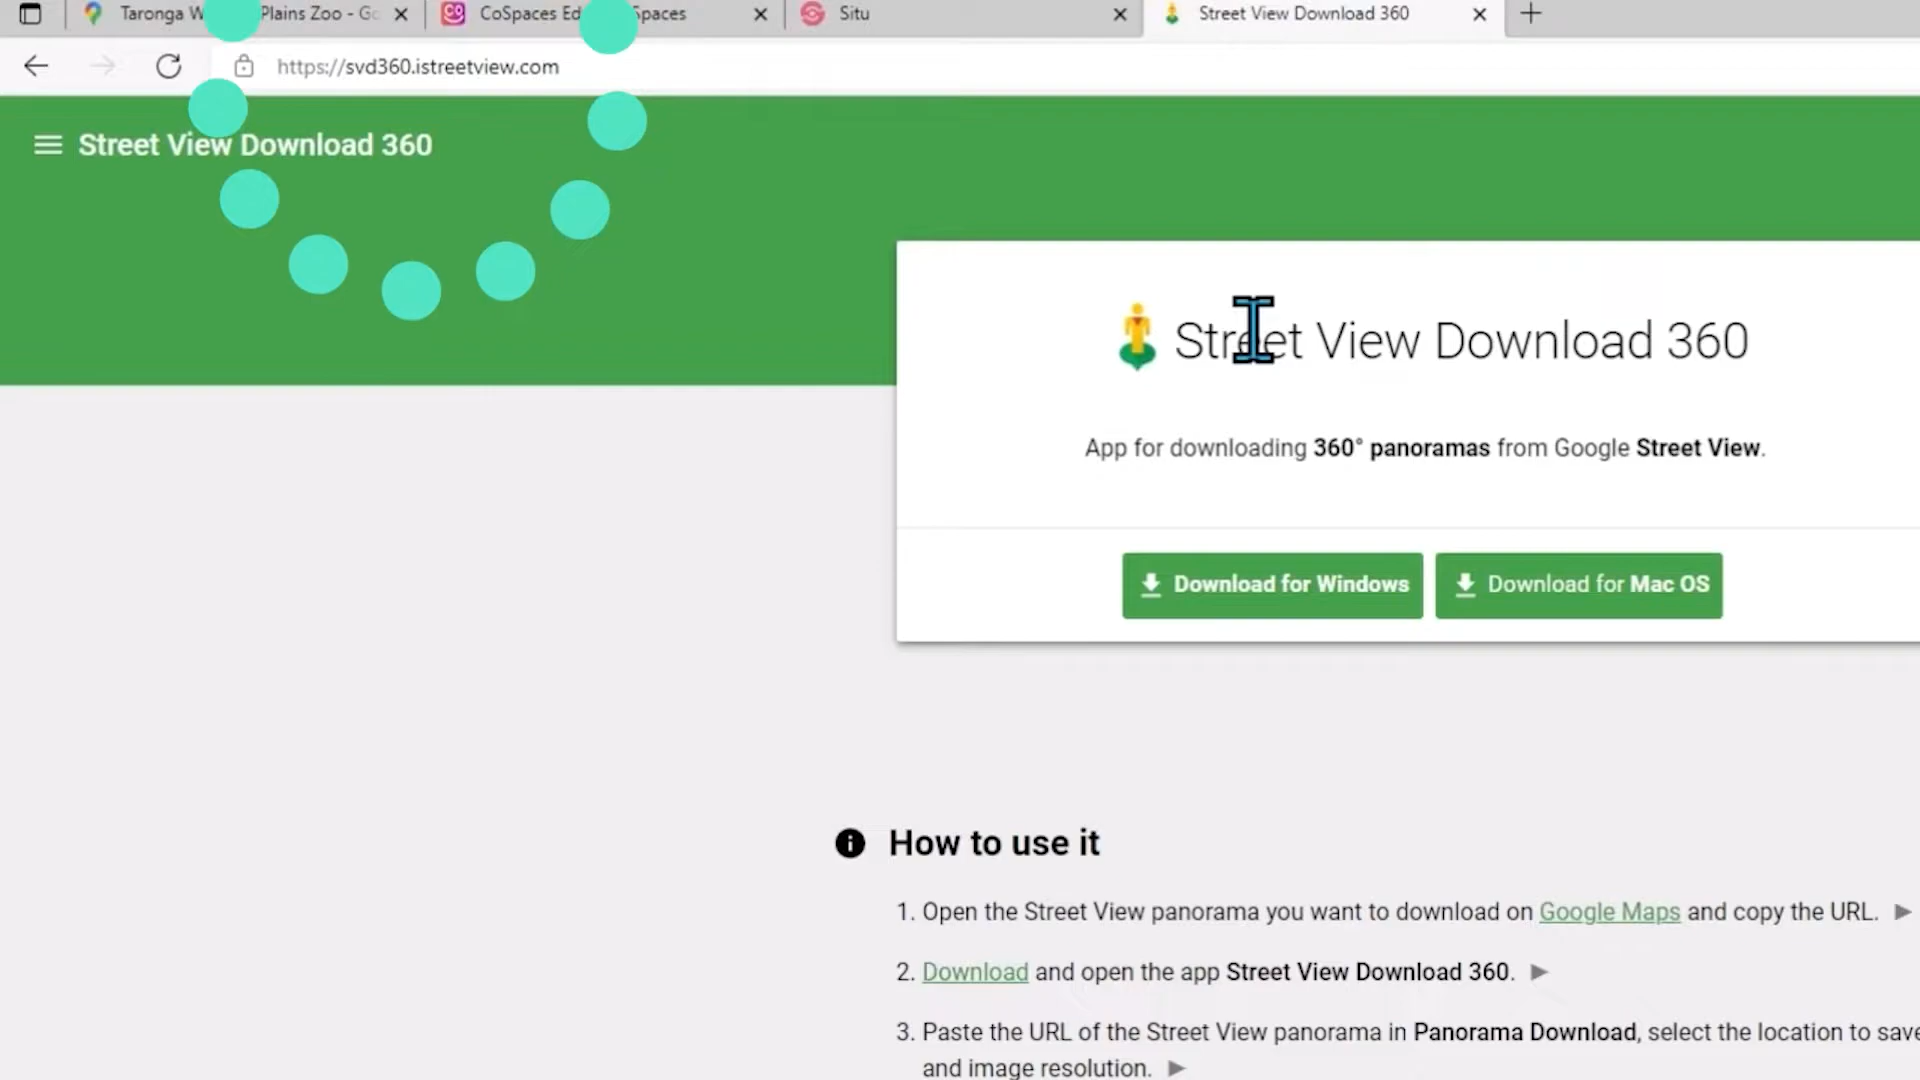 Taronga W Plains Zoo - Go
CoSpaces Ed Spaces
Situ
Street View Download 360
https://svd360.istreetview.com
Street View Download 360
Street View Download 360
App for downloading 360° panoramas from Google Street View.
Download for Windows
Download for Mac OS
How to use it
1. Open the Street View panorama you want to download on Google Maps and copy the URL.
2. Download and open the app Street View Download 360.
3. Paste the URL of the Street View panorama in Panorama Download, select the location to save
and image resolution.